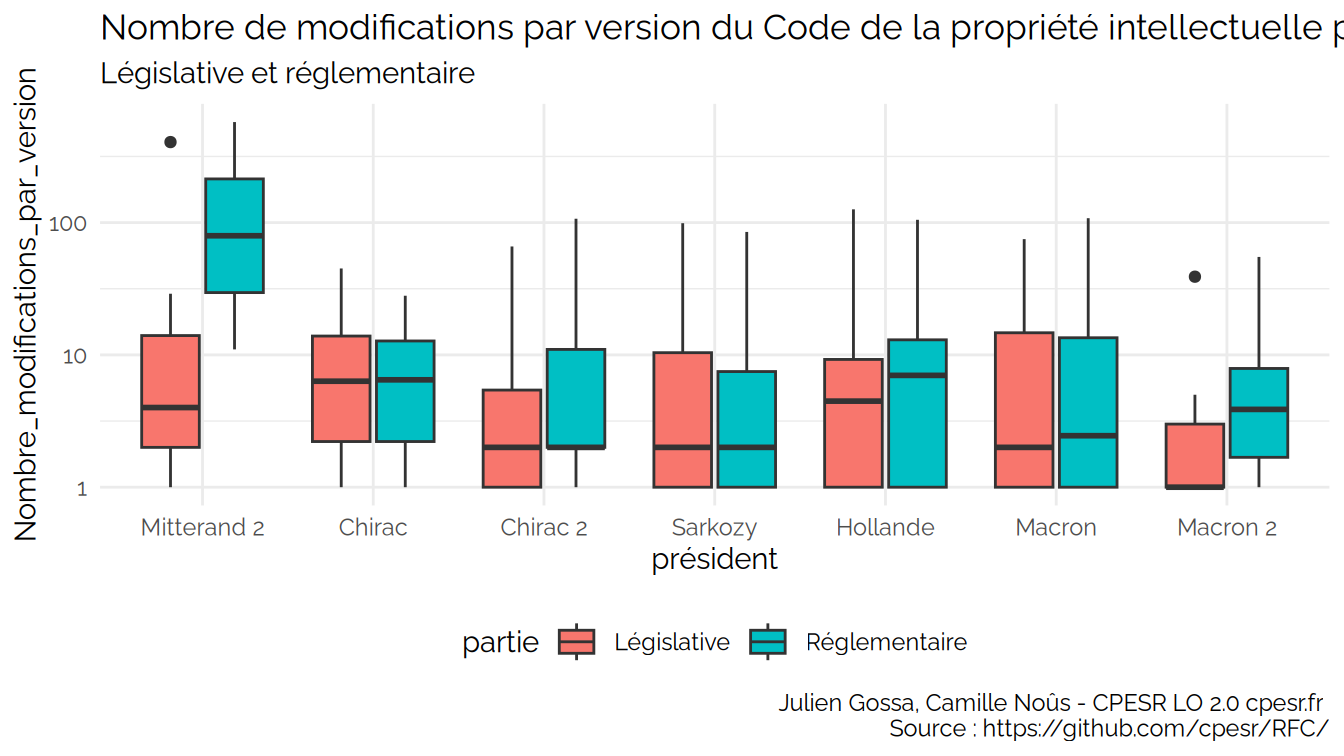 Nombre de modifications par version du Code de la propriété intellectuelle
Législative et réglementaire
Nombre_modifications_par_version
100
10
1
Mitterand 2 Chirac Chirac 2 Sarkozy Hollande Macron Macron 2
président
partie Législative Réglementaire
Julien Gossa, Camille Noûs - CPESR LO 2.0 cpesr.fr
Source : https://github.com/cpesr/RFC/